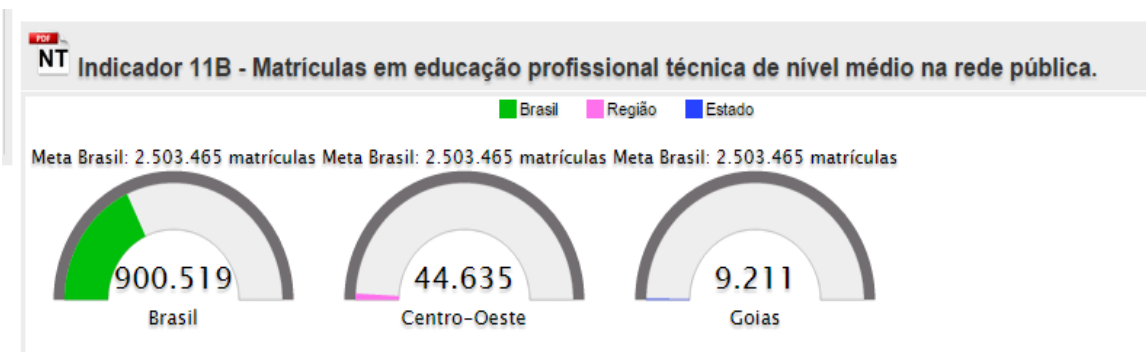 PDF
NT Indicador 11B - Matrículas em educação profissional técnica de nível médio na rede pública.
Brasil Região Estado
Meta Brasil: 2.503.465 matrículas Meta Brasil: 2.503.465 matrículas Meta Brasil: 2.503.465 matrículas
900.519 44.635 9.211
Brasil Centro-Oeste Goias